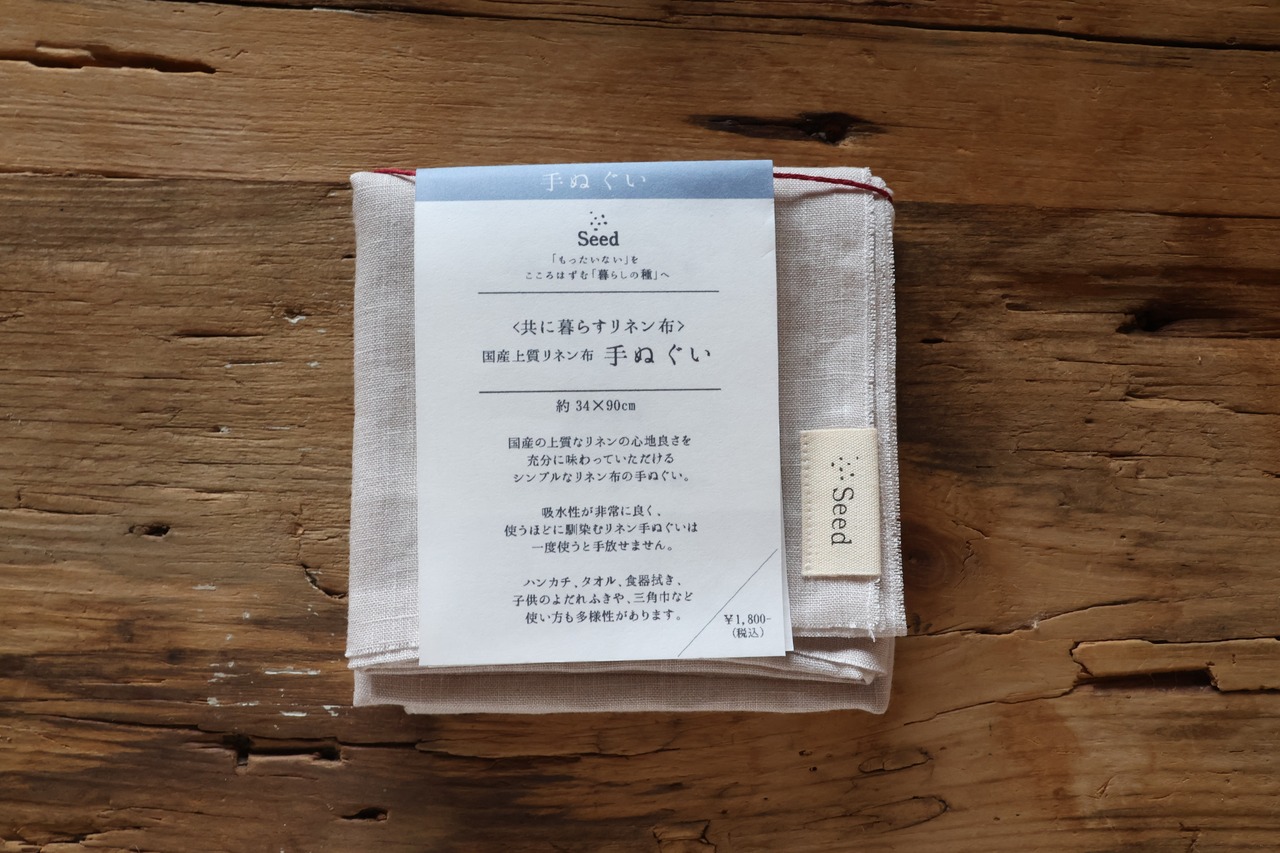 手ぬぐい
Seed
「もったいない」を
こころはずむ「暮らしの種」へ
<共に暮らすリネン布>
国産上質リネン布 手ぬぐい
約 34×90cm
国産の上質なリネンの心地良さを
充分に味わっていただける
シンプルなリネン布の手ぬぐい。
吸水性が非常に良く、
使うほどに馴染むリネン手ぬぐいは
一度使うと手放せません。
ハンカチ、タオル、食器拭き、
子供のよだれふきや、三角巾など
使い方も多様性があります。
¥1,800-
(税込)
Seed